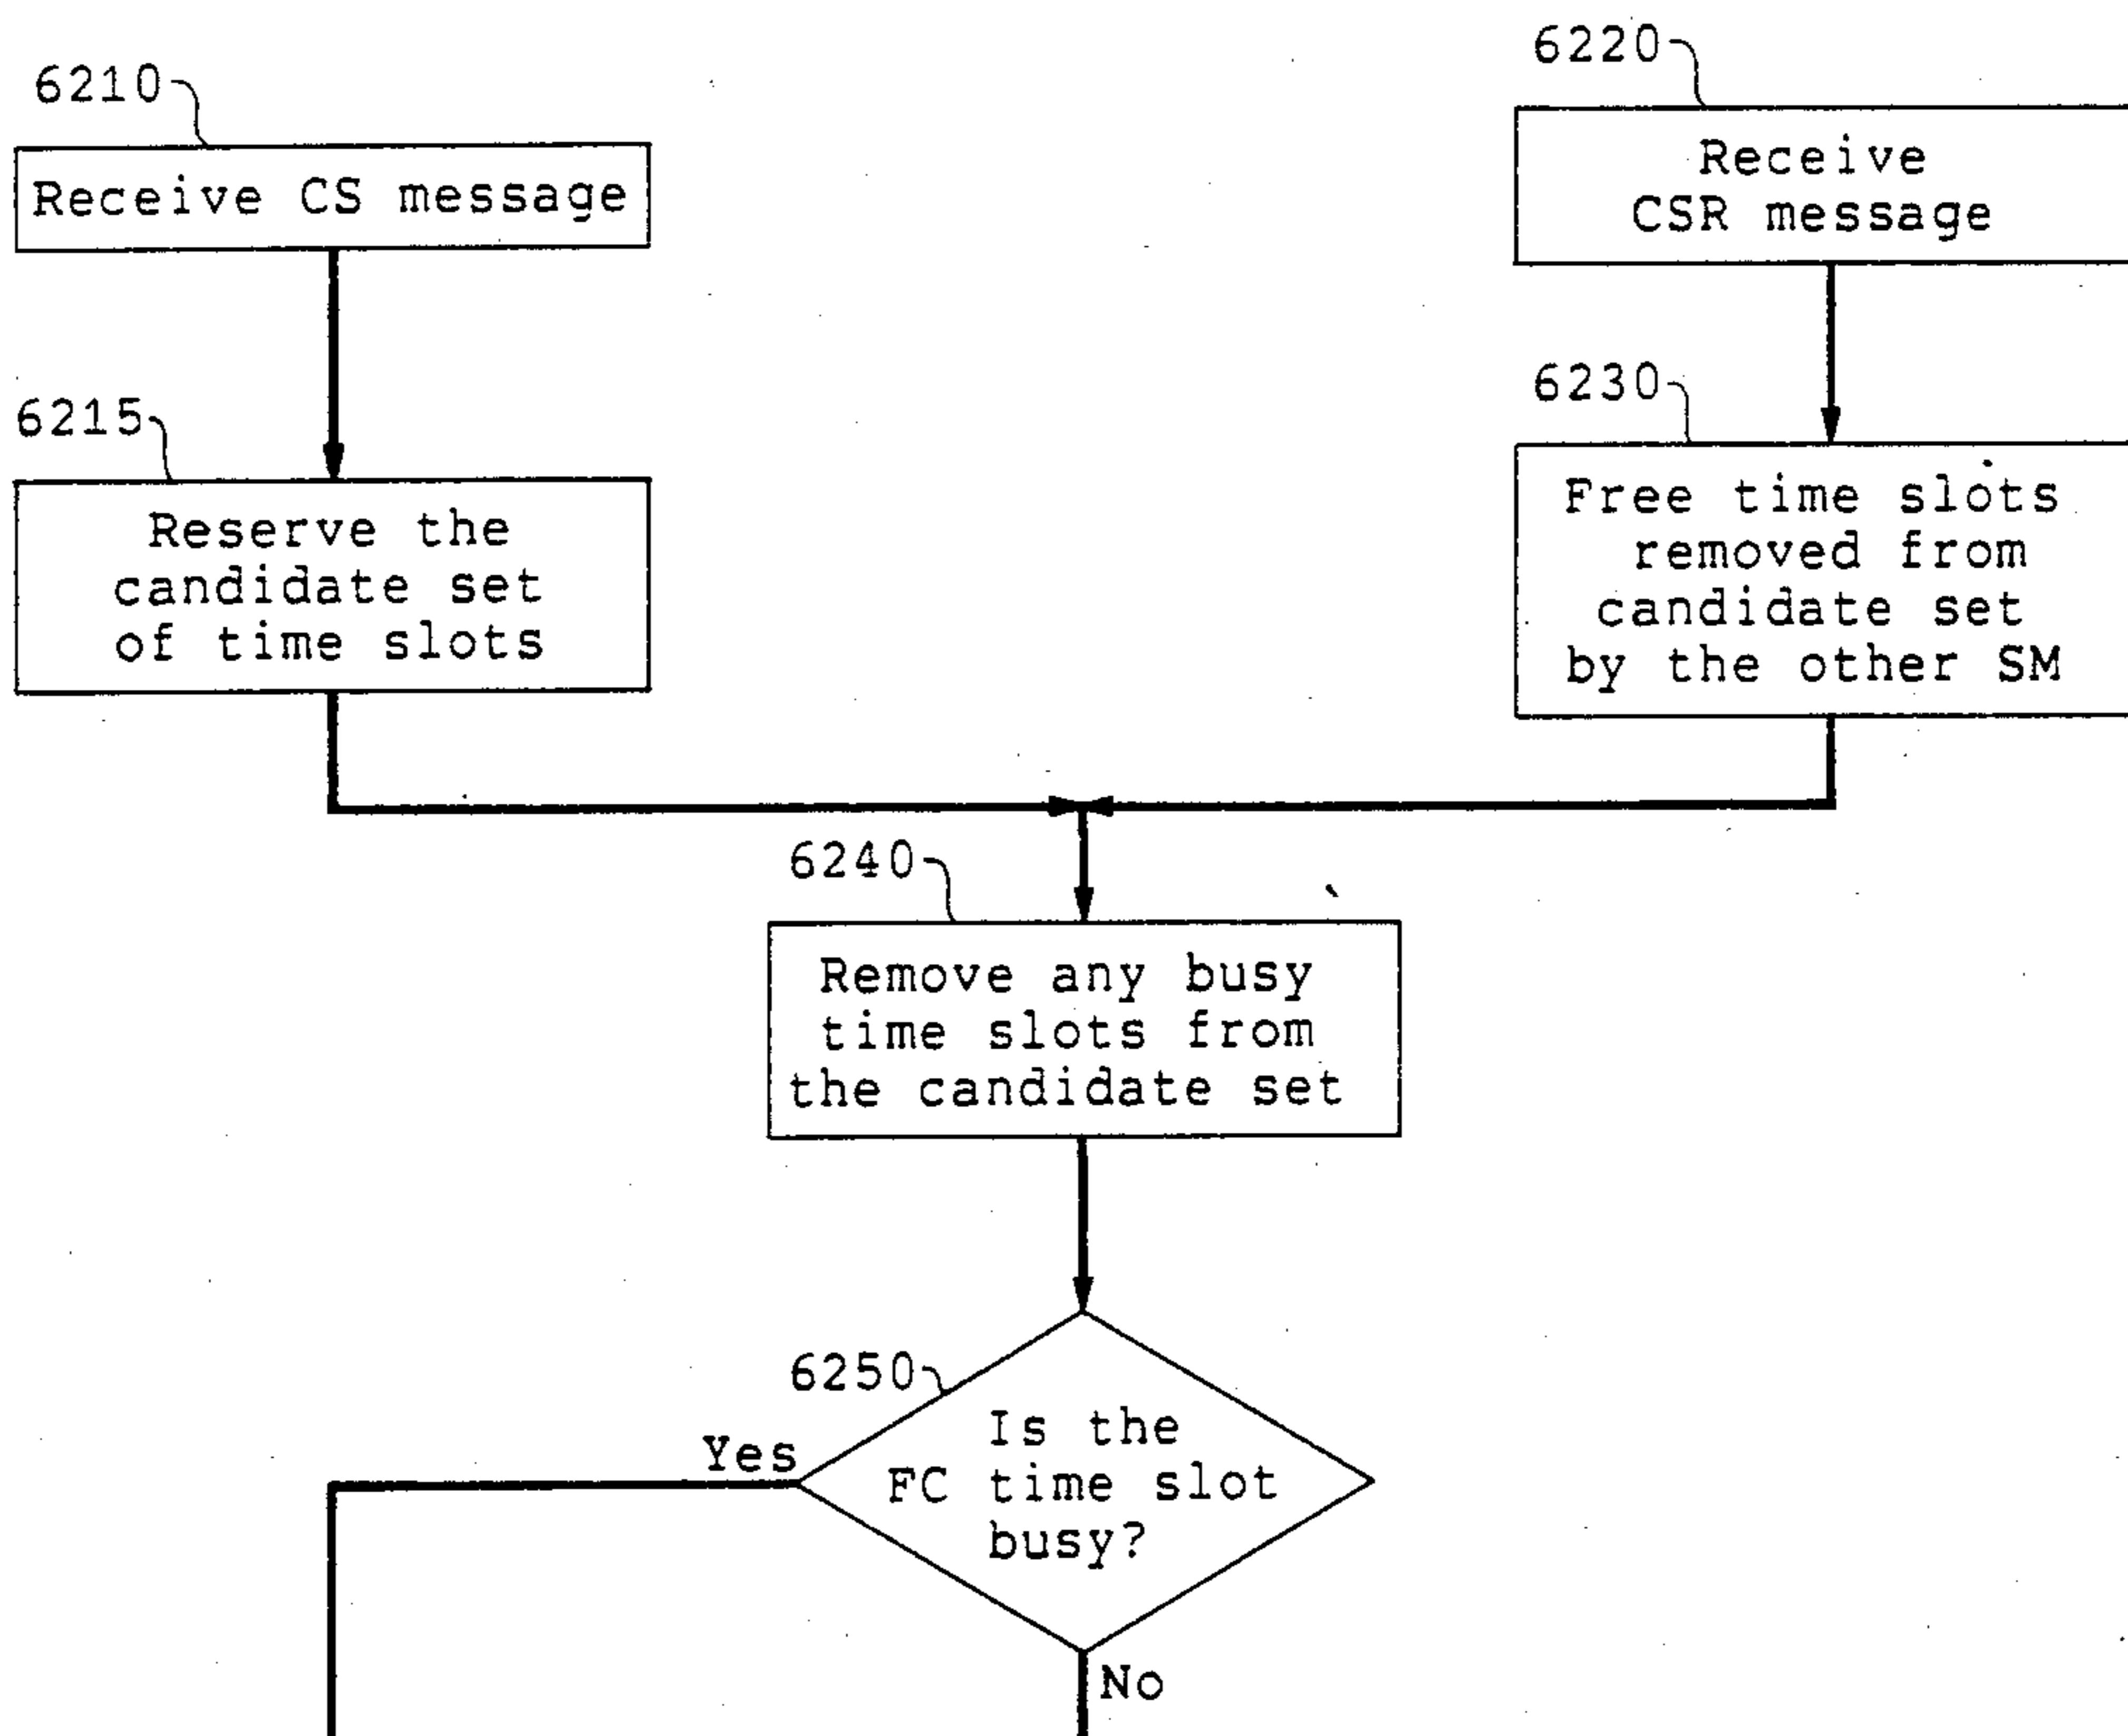 6210
Receive CS message
6220
Receive
CSR message
6215
Reserve the
candidate set
of time slots
6230
Free time slots
removed from
candidate set
by the other SM
6240
Remove any busy
time slots from
the candidate set
6250
Is the
FC time slot
busy?
Yes
No